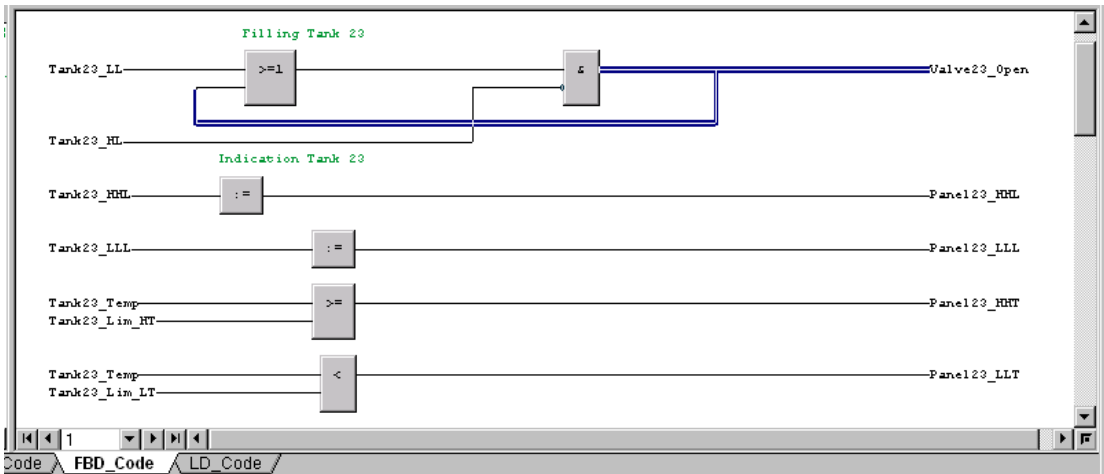 Filling Tank 23
Tank23_LL >=1 & Valve23_Open
Tank23_HL
Indication Tank 23
Tank23_HHL := Panel23_HHL
Tank23_LLL := Panel23_LLL
Tank23_Temp >= Panel23_HHT
Tank23_Lim_HT
Tank23_Temp < Panel23_LLT
Tank23_Lim_LT
1
Code FBD_Code LD_Code